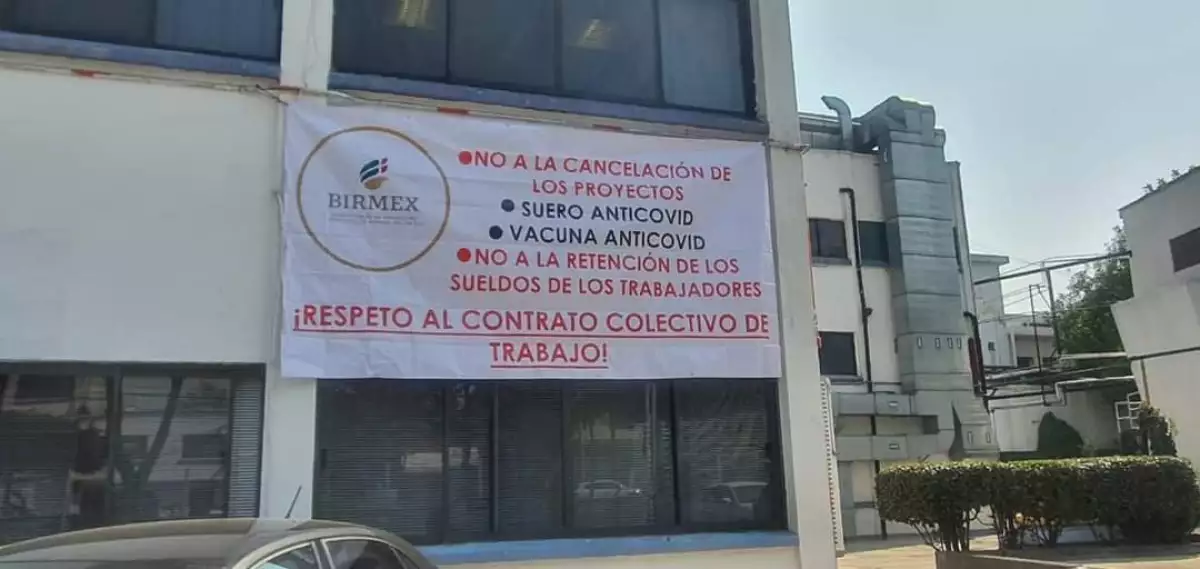 BIRMEX
●NO A LA CANCELACIÓN DE
LOS PROYECTOS
● SUERO ANTICOVID
● VACUNA ANTICOVID
●NO A LA RETENCIÓN DE LOS
SUELDOS DE LOS TRABAJADORES
¡RESPETO AL CONTRATO COLECTIVO DE
TRABAJO!